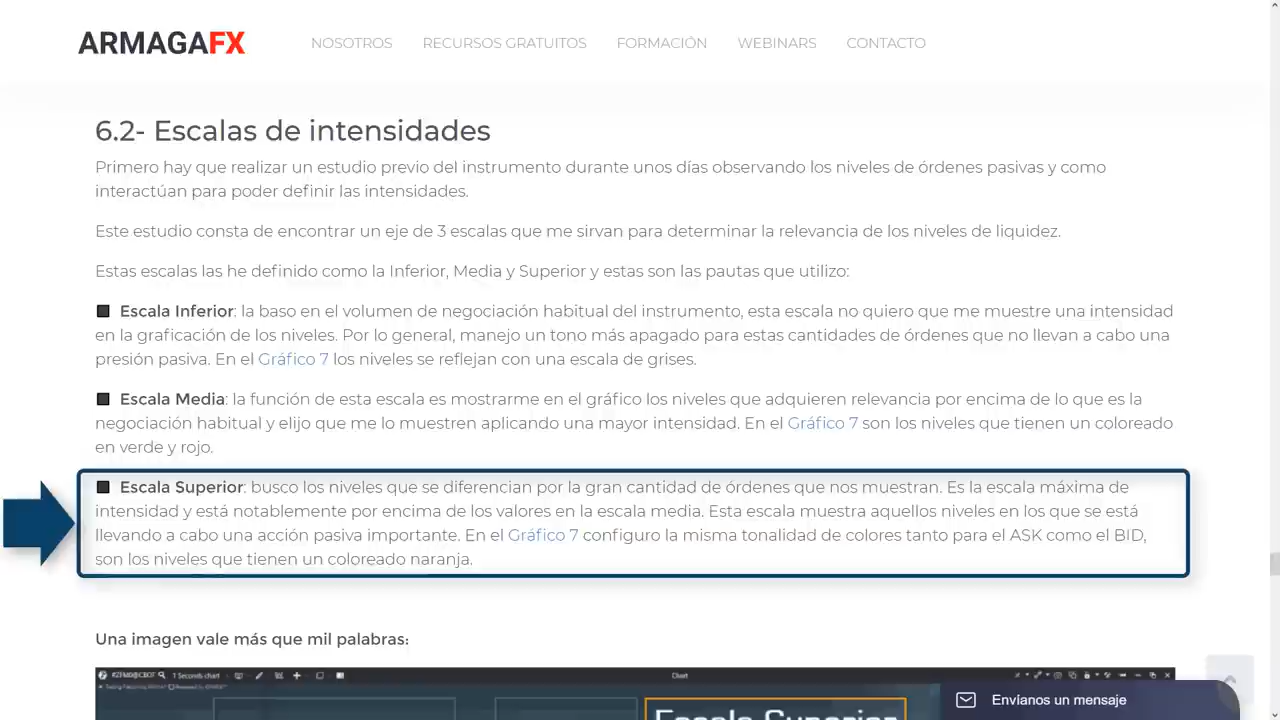 ARMAGAFX
NOSOTROS RECURSOS GRATUITOS FORMACIÓN WEBINARS CONTACTO
6.2- Escalas de intensidades
Primero hay que realizar un estudio previo del instrumento durante unos días observando los niveles de órdenes pasivas y como
interactúan para poder definir las intensidades.
Este estudio consta de encontrar un eje de 3 escalas que me sirvan para determinar la relevancia de los niveles de liquidez.
Estas escalas las he definido como la Inferior, Media y Superior y estas son las pautas que utilizo:
Escala Inferior: la baso en el volumen de negociación habitual del instrumento, esta escala no quiero que me muestre una intensidad
en la graficación de los niveles. Por lo general, manejo un tono más apagado para estas cantidades de órdenes que no llevan a cabo una
presión pasiva. En el Gráfico 7 los niveles se reflejan con una escala de grises.
Escala Media: la función de esta escala es mostrarme en el gráfico los niveles que adquieren relevancia por encima de lo que es la
negociación habitual y elijo que me lo muestren aplicando una mayor intensidad. En el Gráfico 7 son los niveles que tienen un coloreado
en verde y rojo.
Escala Superior: busco los niveles que se diferencian por la gran cantidad de órdenes que nos muestran. Es la escala máxima de
intensidad y está notablemente por encima de los valores en la escala media. Esta escala muestra aquellos niveles en los que se está
llevando a cabo una acción pasiva importante. En el Gráfico 7 configuro la misma tonalidad de colores tanto para el ASK como el BID,
son los niveles que tienen un coloreado naranja.
Una imagen vale más que mil palabras:
1 Seconds chart
Chart
Escala Superior
Envíanos un mensaje